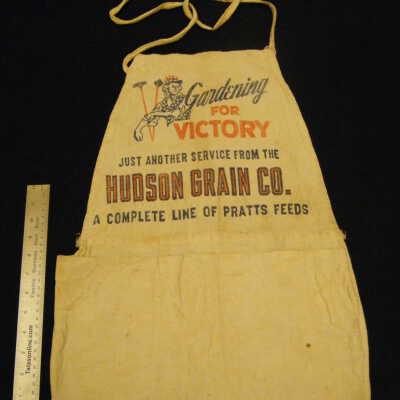 Gardening
FOR
VICTORY
JUST ANOTHER SERVICE FROM THE
HUDSON GRAIN CO.
A COMPLETE LINE OF PRATTS FEEDS